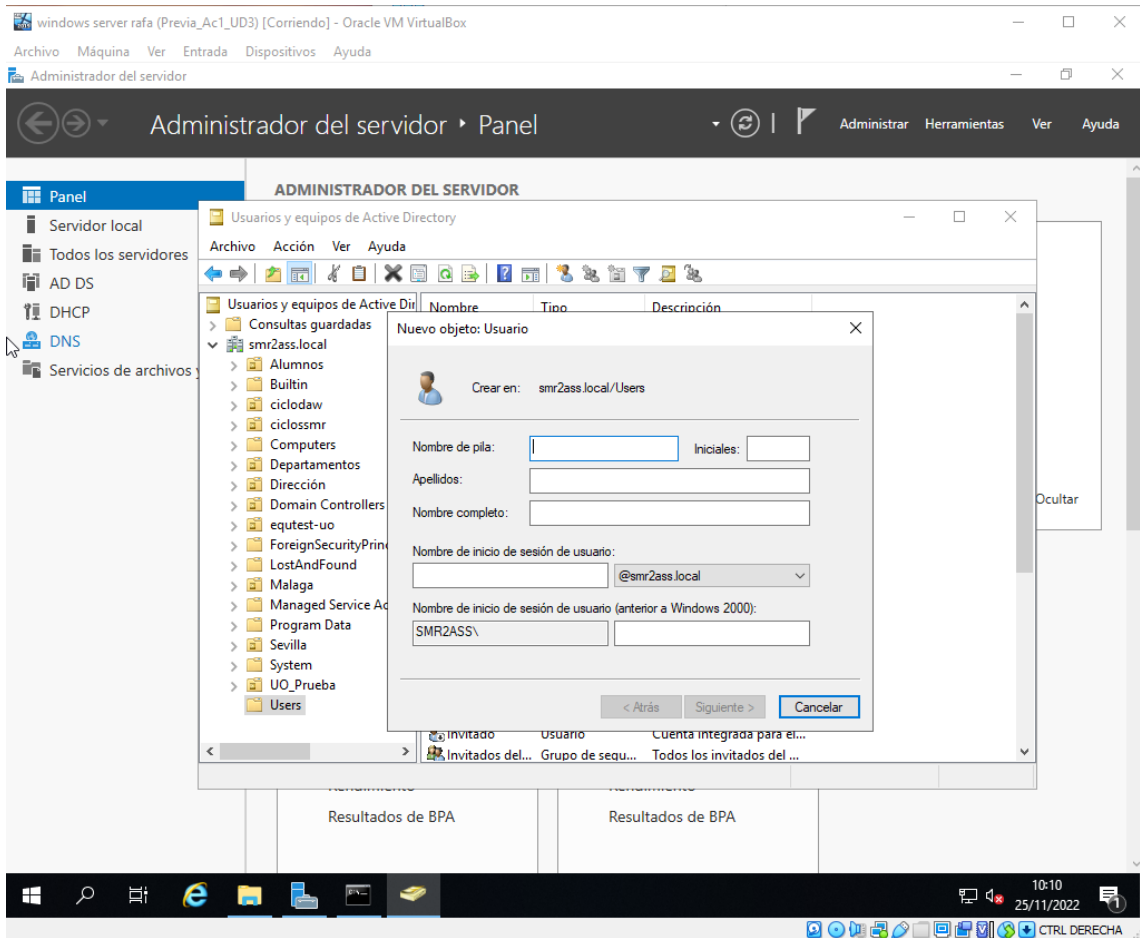 windows server rafa (Previa_Ac1_UD3) [Corriendo] - Oracle VM VirtualBox
Archivo Máquina Ver Entrada Dispositivos Ayuda
Administrador del servidor
Administrador del servidor Panel
Administrar Herramientas Ver Ayuda
Panel
Servidor local
Todos los servidores
AD DS
DHCP
DNS
Servicios de archivos y
ADMINISTRADOR DEL SERVIDOR
Usuarios y equipos de Active Directory
Archivo Acción Ver Ayuda
Usuarios y equipos de Active Dir
Consultas guardadas
smr2ass.local
Alumnos
Builtin
ciclodaw
ciclossmr
Computers
Departamentos
Dirección
Domain Controllers
equtest-uo
ForeignSecurityPrin
LostAndFound
Malaga
Managed Service Ac
Program Data
Sevilla
System
UO_Prueba
Users
Nombre Tipo Descripción
Nuevo objeto: Usuario
Crear en: smr2ass.local/Users
Nombre de pila:
Iniciales:
Apellidos:
Nombre completo:
Nombre de inicio de sesión de usuario:
@smr2ass.local
Nombre de inicio de sesión de usuario (anterior a Windows 2000):
SMR2ASS\
< Atrás Siguiente > Cancelar
Invitado Usuario Cuenta integrada para el...
Invitados del... Grupo de segu... Todos los invitados del ...
Ocultar
Rendimiento Rendimiento
Resultados de BPA Resultados de BPA
10:10
25/11/2022
1
CTRL DERECHA